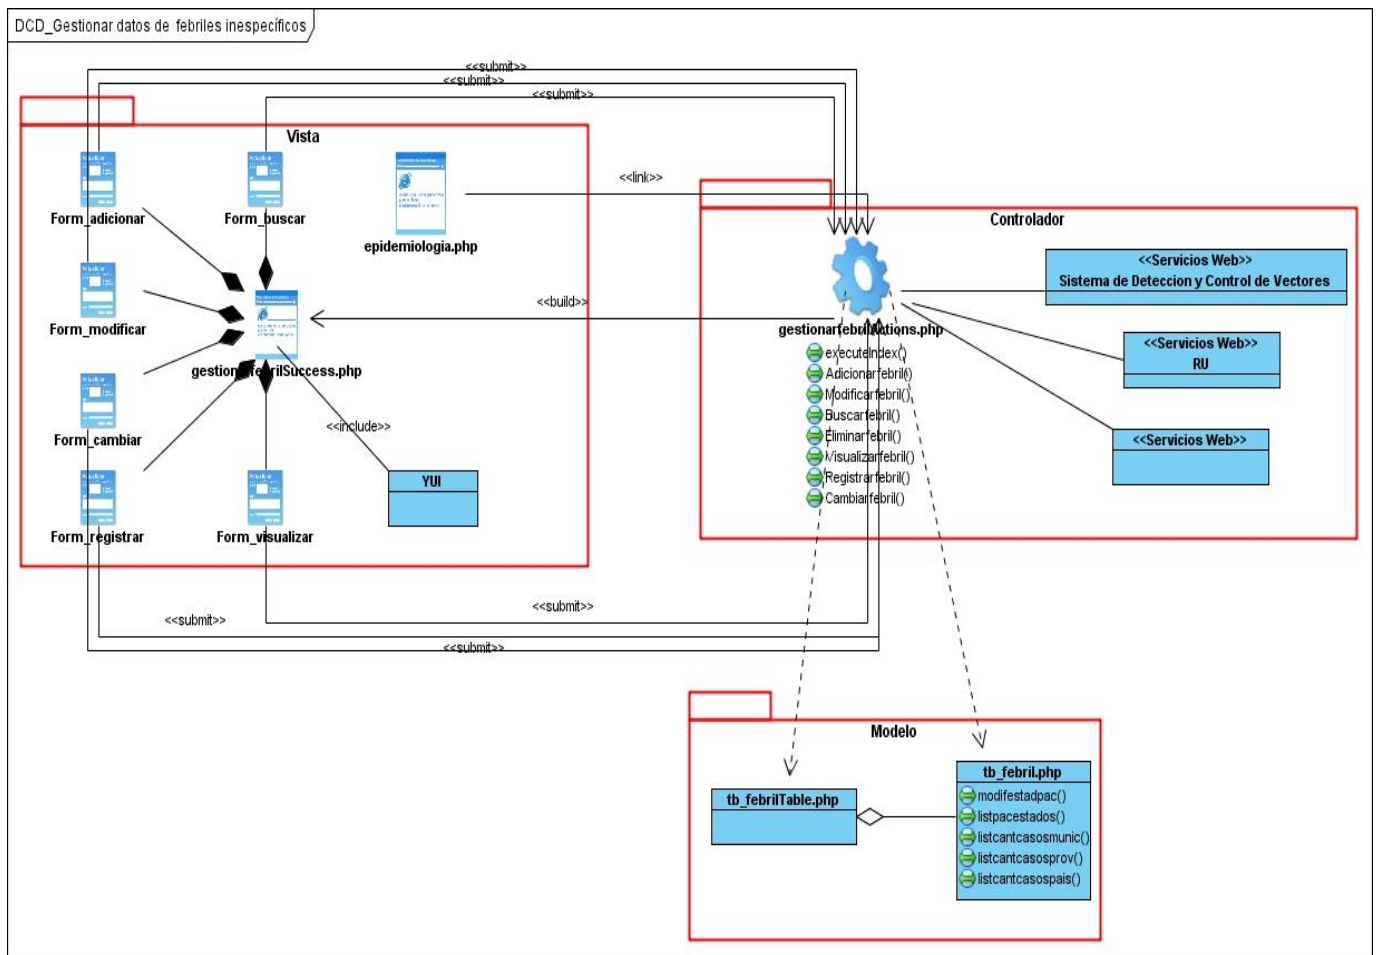 DCD_Gestionar datos de febriles inespecíficos
<<submit>>
<<submit>>
<<submit>>
Vista
Form_adicionar
Form_buscar
epidemiologia.php
<<link>>
Controlador
<<Servicios Web>>
Sistema de Deteccion y Control de Vectores
Form_modificar
<<build>>
gestionarfebrilActions.php
executeIndex()
Adicionarfebril()
Modificarfebril()
Buscarfebril()
Eliminarfebril()
Visualizarfebril()
Registrarfebril()
Cambiarfebril()
<<Servicios Web>>
RU
<<Servicios Web>>
gestionarfebrilSuccess.php
Form_cambiar
<<include>>
YUI
Form_registrar
Form_visualizar
<<submit>>
<<submit>>
<<submit>>
Modelo
tb_febrilTable.php
tb_febril.php
modifestadpac()
listpacestados()
listcantcasosmunic()
listcantcasosprov()
listcantcasospais()